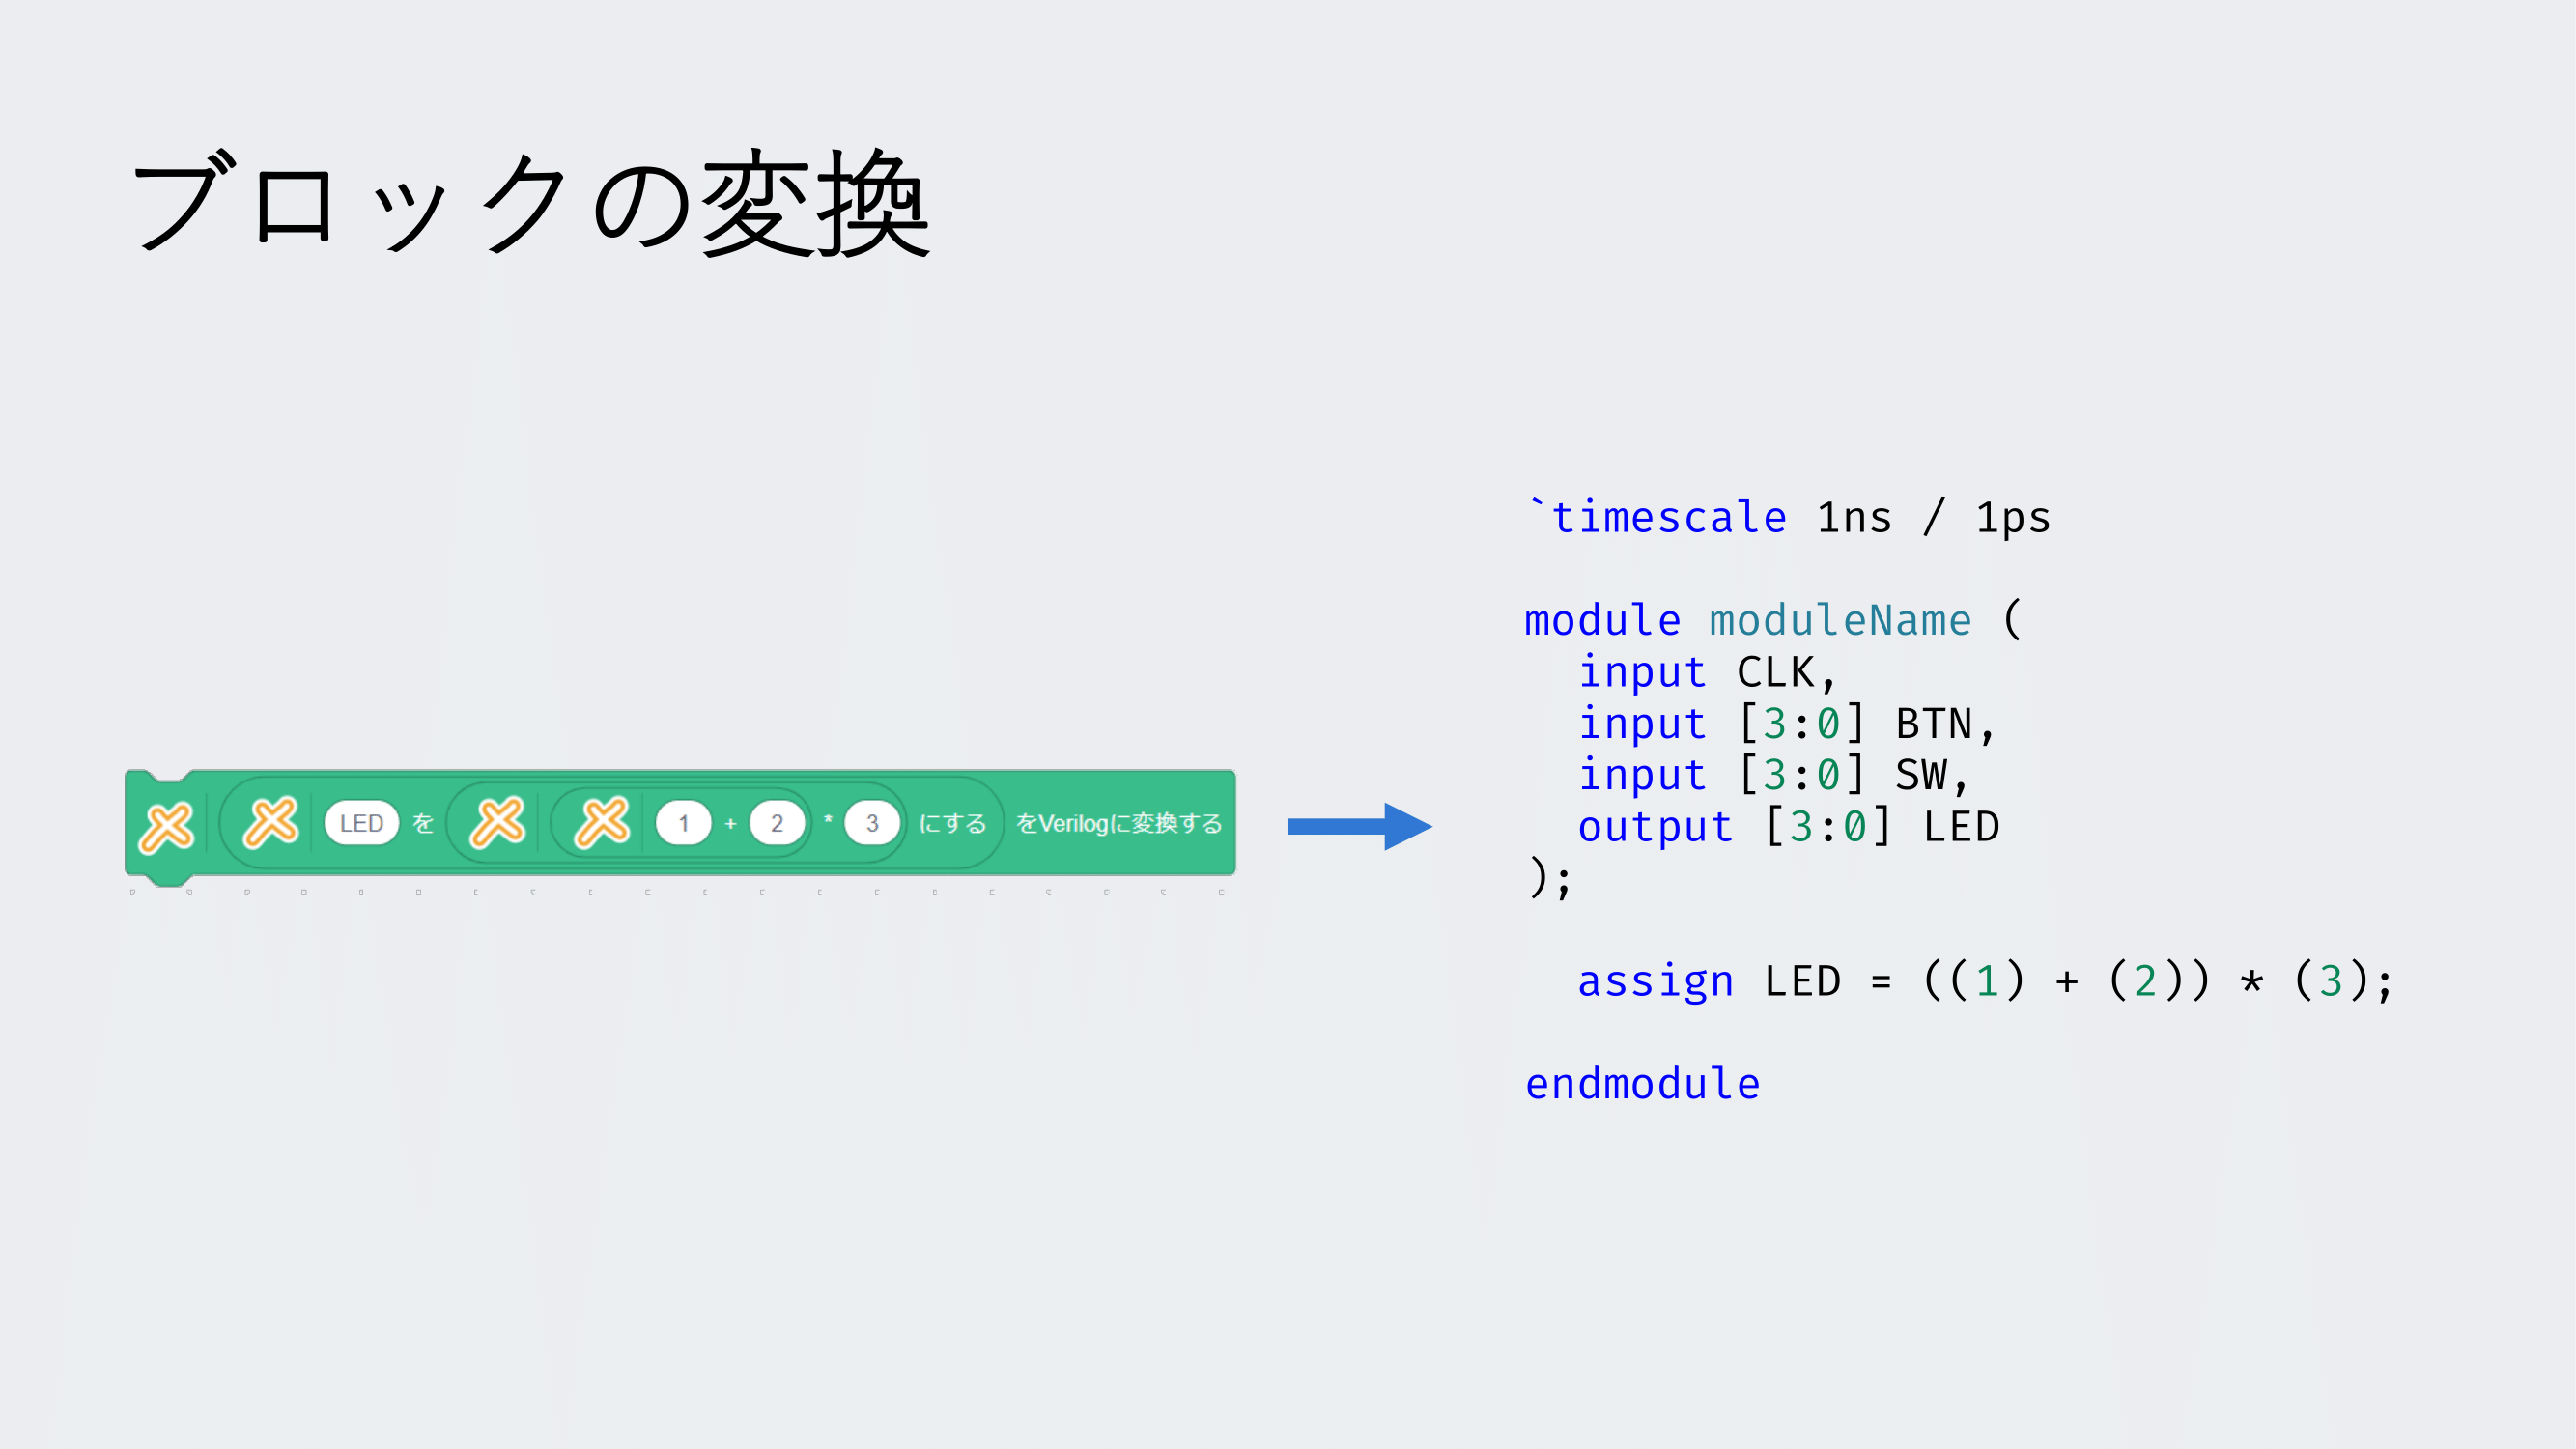 ブロックの変換
LED を 1 + 2 * 3 にする をVerilogに変換する
`timescale 1ns / 1ps
module moduleName (
input CLK,
input [3:0] BTN,
input [3:0] SW,
output [3:0] LED
);
assign LED = ((1) + (2)) * (3);
endmodule